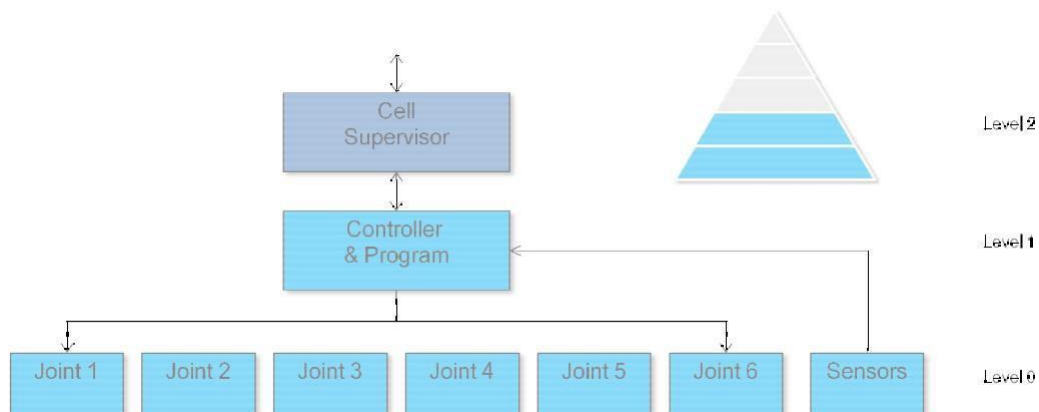 Cell
Supervisor
Level 2
Controller
& Program
Level 1
Joint 1
Joint 2
Joint 3
Joint 4
Joint 5
Joint 6
Sensors
Level 0